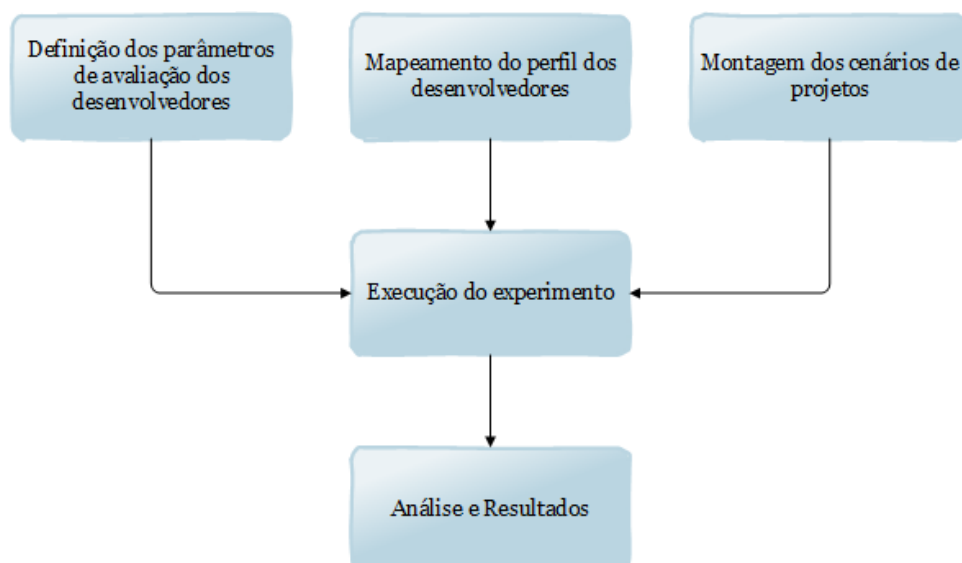 Definição dos parâmetros
de avaliação dos
desenvolvedores
Mapeamento do perfil dos
desenvolvedores
Montagem dos cenários de
projetos
Execução do experimento
Análise e Resultados